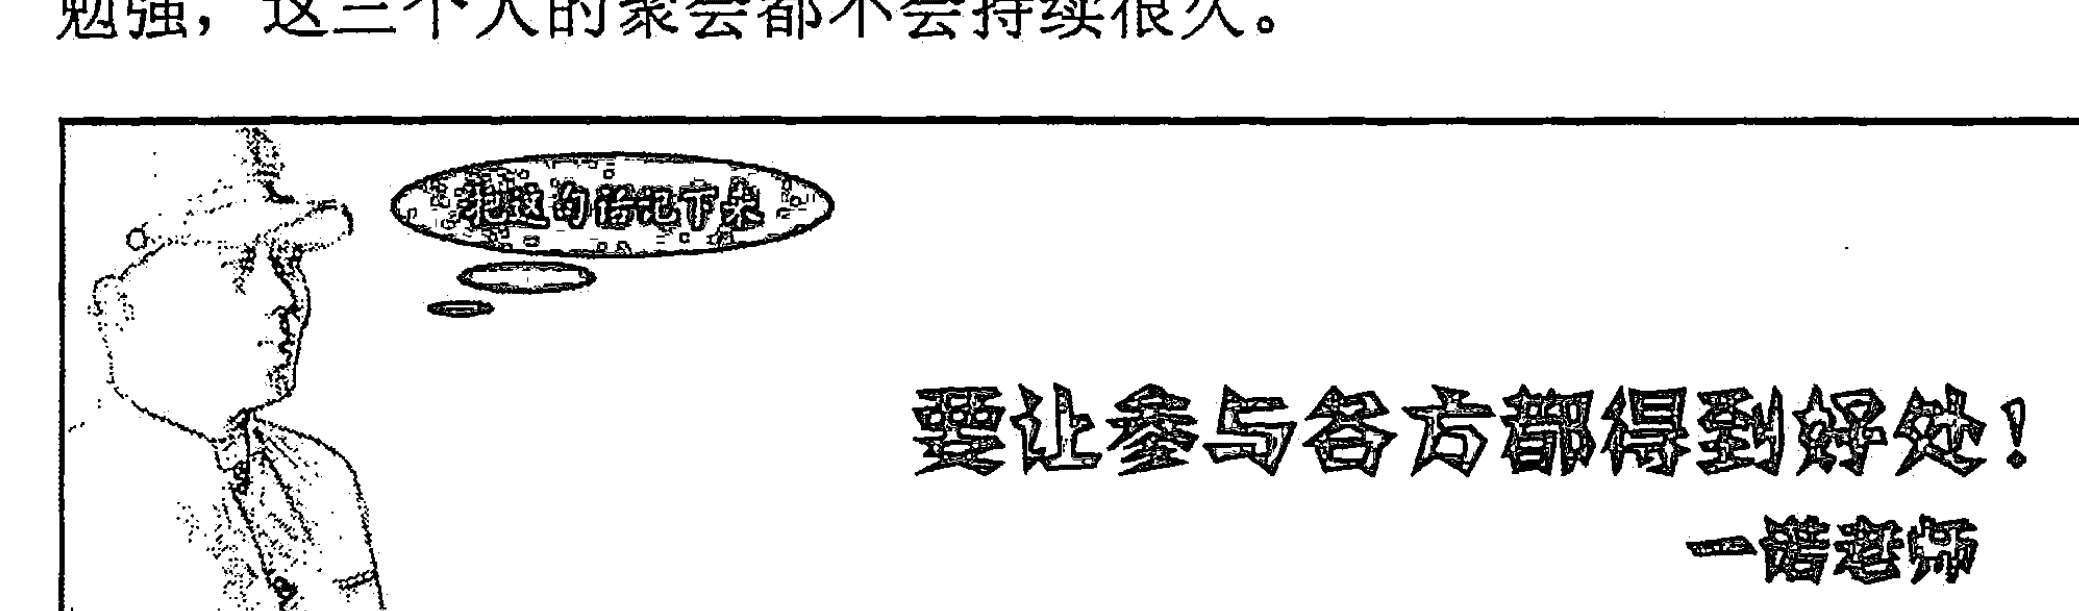 勉强，这三个人的聚会都不会持续很久。
把这句话记下来
要让参与各方都得到好处！
一诺老师